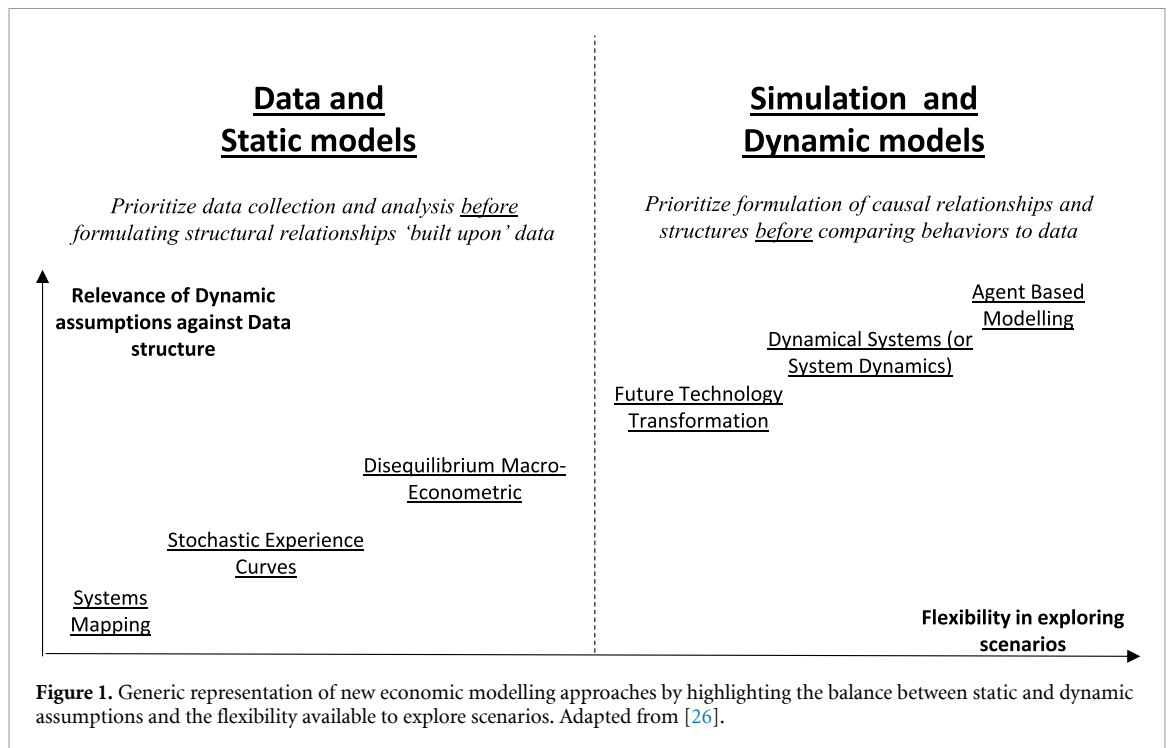 Data and
Static models
Prioritize data collection and analysis before
formulating structural relationships ‘built upon’ data
Simulation and
Dynamic models
Prioritize formulation of causal relationships and
structures before comparing behaviors to data
Relevance of Dynamic
assumptions against Data
structure
Agent Based
Modelling
Dynamical Systems (or
System Dynamics)
Future Technology
Transformation
Disequilibrium Macro-
Econometric
Stochastic Experience
Curves
Systems
Mapping
Flexibility in exploring
scenarios
Figure 1. Generic representation of new economic modelling approaches by highlighting the balance between static and dynamic
assumptions and the flexibility available to explore scenarios. Adapted from [26].